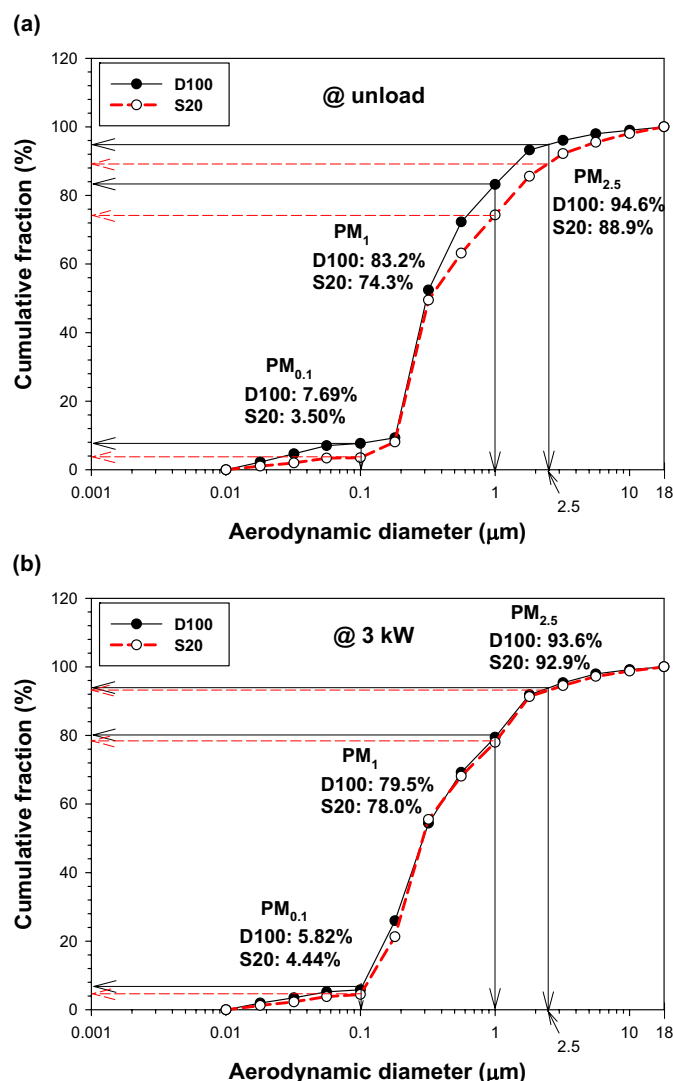 (a)
120
100
80
60
40
20
0
Cumulative fraction (%)
D100
S20
@ unload
PM2.5
D100: 94.6%
S20: 88.9%
PM1
D100: 83.2%
S20: 74.3%
PM0.1
D100: 7.69%
S20: 3.50%
0.001
0.01
0.1
1
10
18
2.5
Aerodynamic diameter (μm)
(b)
120
100
80
60
40
20
0
Cumulative fraction (%)
D100
S20
@ 3 kW
PM2.5
D100: 93.6%
S20: 92.9%
PM1
D100: 79.5%
S20: 78.0%
PM0.1
D100: 5.82%
S20: 4.44%
0.001
0.01
0.1
1
10
18
2.5
Aerodynamic diameter (μm)